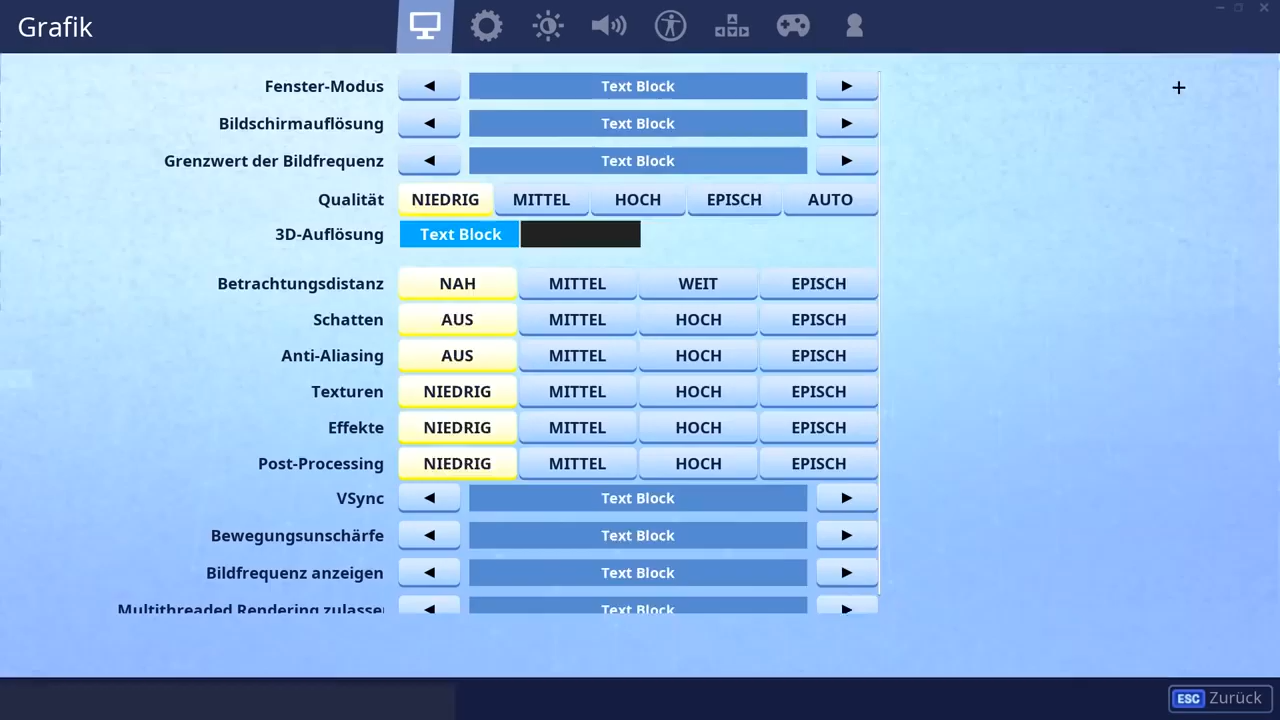 Grafik
Fenster-Modus Text Block
Bildschirmauflösung Text Block
Grenzwert der Bildfrequenz Text Block
Qualität NIEDRIG MITTEL HOCH EPISCH AUTO
3D-Auflösung Text Block
Betrachtungsdistanz NAH MITTEL WEIT EPISCH
Schatten AUS MITTEL HOCH EPISCH
Anti-Aliasing AUS MITTEL HOCH EPISCH
Texturen NIEDRIG MITTEL HOCH EPISCH
Effekte NIEDRIG MITTEL HOCH EPISCH
Post-Processing NIEDRIG MITTEL HOCH EPISCH
VSync Text Block
Bewegungsunschärfe Text Block
Bildfrequenz anzeigen Text Block
Multithreaded Rendering zulassen Text Block
ESC Zurück